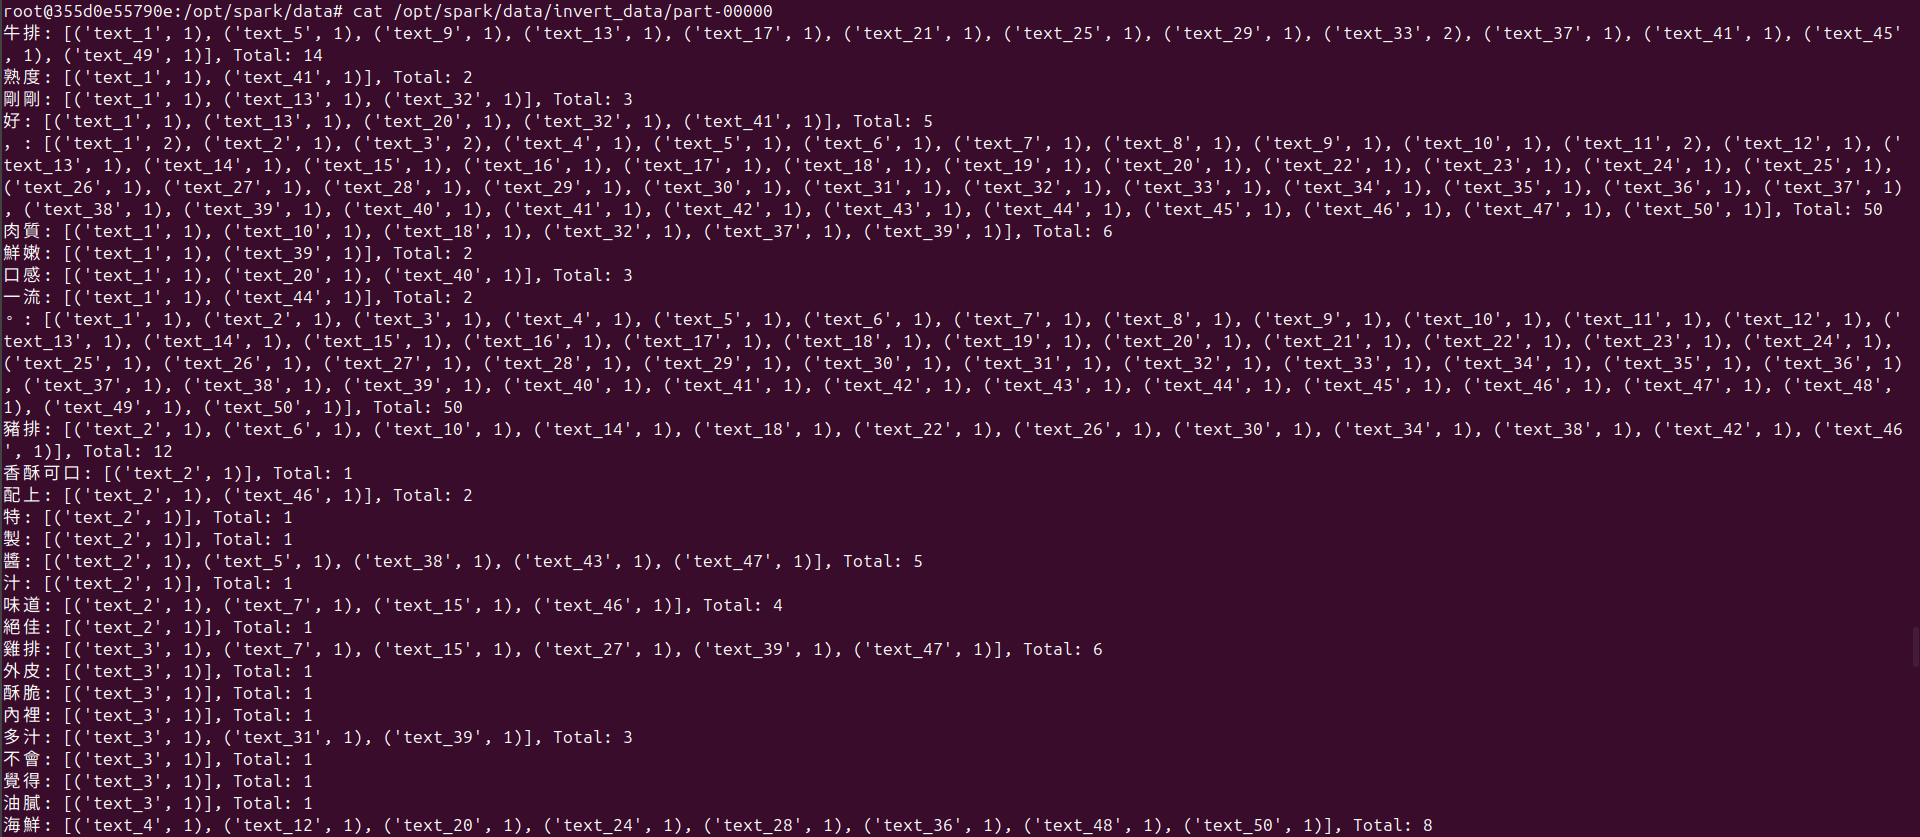 root@355d0e55790e:/opt/spark/data# cat /opt/spark/data/invert_data/part-00000
牛排: [('text_1', 1), ('text_5', 1), ('text_9', 1), ('text_13', 1), ('text_17', 1), ('text_21', 1), ('text_25', 1), ('text_29', 1), ('text_33', 2), ('text_37', 1), ('text_41', 1), ('text_45'
, 1), ('text_49', 1)], Total: 14
熟度: [('text_1', 1), ('text_41', 1)], Total: 2
剛剛: [('text_1', 1), ('text_13', 1), ('text_32', 1)], Total: 3
好: [('text_1', 1), ('text_13', 1), ('text_20', 1), ('text_32', 1), ('text_41', 1)], Total: 5
，: [('text_1', 2), ('text_2', 1), ('text_3', 2), ('text_4', 1), ('text_5', 1), ('text_6', 1), ('text_7', 1), ('text_8', 1), ('text_9', 1), ('text_10', 1), ('text_11', 2), ('text_12', 1), ('
text_13', 1), ('text_14', 1), ('text_15', 1), ('text_16', 1), ('text_17', 1), ('text_18', 1), ('text_19', 1), ('text_20', 1), ('text_22', 1), ('text_23', 1), ('text_24', 1), ('text_25', 1),
('text_26', 1), ('text_27', 1), ('text_28', 1), ('text_29', 1), ('text_30', 1), ('text_31', 1), ('text_32', 1), ('text_33', 1), ('text_34', 1), ('text_35', 1), ('text_36', 1), ('text_37', 1)
, ('text_38', 1), ('text_39', 1), ('text_40', 1), ('text_41', 1), ('text_42', 1), ('text_43', 1), ('text_44', 1), ('text_45', 1), ('text_46', 1), ('text_47', 1), ('text_50', 1)], Total: 50
肉質: [('text_1', 1), ('text_10', 1), ('text_18', 1), ('text_32', 1), ('text_37', 1), ('text_39', 1)], Total: 6
鮮嫩: [('text_1', 1), ('text_39', 1)], Total: 2
口感: [('text_1', 1), ('text_20', 1), ('text_40', 1)], Total: 3
一流: [('text_1', 1), ('text_44', 1)], Total: 2
。: [('text_1', 1), ('text_2', 1), ('text_3', 1), ('text_4', 1), ('text_5', 1), ('text_6', 1), ('text_7', 1), ('text_8', 1), ('text_9', 1), ('text_10', 1), ('text_11', 1), ('text_12', 1), ('
text_13', 1), ('text_14', 1), ('text_15', 1), ('text_16', 1), ('text_17', 1), ('text_18', 1), ('text_19', 1), ('text_20', 1), ('text_21', 1), ('text_22', 1), ('text_23', 1), ('text_24', 1),
('text_25', 1), ('text_26', 1), ('text_27', 1), ('text_28', 1), ('text_29', 1), ('text_30', 1), ('text_31', 1), ('text_32', 1), ('text_33', 1), ('text_34', 1), ('text_35', 1), ('text_36', 1)
, ('text_37', 1), ('text_38', 1), ('text_39', 1), ('text_40', 1), ('text_41', 1), ('text_42', 1), ('text_43', 1), ('text_44', 1), ('text_45', 1), ('text_46', 1), ('text_47', 1), ('text_48',
1), ('text_49', 1), ('text_50', 1)], Total: 50
豬排: [('text_2', 1), ('text_6', 1), ('text_10', 1), ('text_14', 1), ('text_18', 1), ('text_22', 1), ('text_26', 1), ('text_30', 1), ('text_34', 1), ('text_38', 1), ('text_42', 1), ('text_46
', 1)], Total: 12
香酥可口: [('text_2', 1)], Total: 1
配上: [('text_2', 1), ('text_46', 1)], Total: 2
特: [('text_2', 1)], Total: 1
製: [('text_2', 1)], Total: 1
醬: [('text_2', 1), ('text_5', 1), ('text_38', 1), ('text_43', 1), ('text_47', 1)], Total: 5
汁: [('text_2', 1)], Total: 1
味道: [('text_2', 1), ('text_7', 1), ('text_15', 1), ('text_46', 1)], Total: 4
絕佳: [('text_2', 1)], Total: 1
雞排: [('text_3', 1), ('text_7', 1), ('text_15', 1), ('text_27', 1), ('text_39', 1), ('text_47', 1)], Total: 6
外皮: [('text_3', 1)], Total: 1
酥脆: [('text_3', 1)], Total: 1
內裡: [('text_3', 1)], Total: 1
多汁: [('text_3', 1), ('text_31', 1), ('text_39', 1)], Total: 3
不會: [('text_3', 1)], Total: 1
覺得: [('text_3', 1)], Total: 1
油膩: [('text_3', 1)], Total: 1
海鮮: [('text_4', 1), ('text_12', 1), ('text_20', 1), ('text_24', 1), ('text_28', 1), ('text_36', 1), ('text_48', 1), ('text_50', 1)], Total: 8